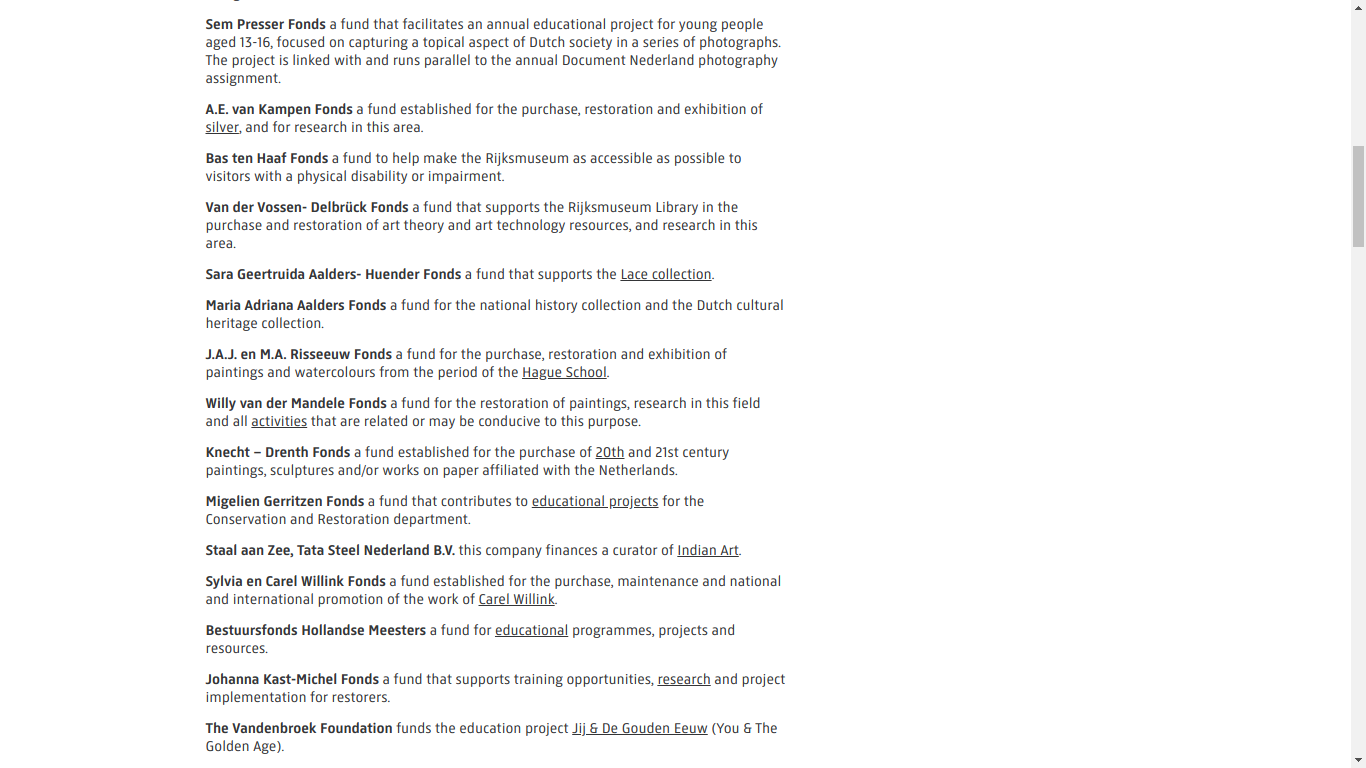 Sem Presser Fonds a fund that facilitates an annual educational project for young people
aged 13-16, focused on capturing a topical aspect of Dutch society in a series of photographs.
The project is linked with and runs parallel to the annual Document Nederland photography
assignment.
A.E. van Kampen Fonds a fund established for the purchase, restoration and exhibition of
silver, and for research in this area.
Bas ten Haaf Fonds a fund to help make the Rijksmuseum as accessible as possible to
visitors with a physical disability or impairment.
Van der Vossen- Delbrück Fonds a fund that supports the Rijksmuseum Library in the
purchase and restoration of art theory and art technology resources, and research in this
area.
Sara Geertruida Aalders- Huender Fonds a fund that supports the Lace collection.
Maria Adriana Aalders Fonds a fund for the national history collection and the Dutch cultural
heritage collection.
J.A.J. en M.A. Risseeuw Fonds a fund for the purchase, restoration and exhibition of
paintings and watercolours from the period of the Hague School.
Willy van der Mandele Fonds a fund for the restoration of paintings, research in this field
and all activities that are related or may be conducive to this purpose.
Knecht – Drenth Fonds a fund established for the purchase of 20th and 21st century
paintings, sculptures and/or works on paper affiliated with the Netherlands.
Migelien Gerritzen Fonds a fund that contributes to educational projects for the
Conservation and Restoration department.
Staal aan Zee, Tata Steel Nederland B.V. this company finances a curator of Indian Art.
Sylvia en Carel Willink Fonds a fund established for the purchase, maintenance and national
and international promotion of the work of Carel Willink.
Bestuursfonds Hollandse Meesters a fund for educational programmes, projects and
resources.
Johanna Kast-Michel Fonds a fund that supports training opportunities, research and project
implementation for restorers.
The Vandenbroek Foundation funds the education project Jij & De Gouden Eeuw (You & The
Golden Age).